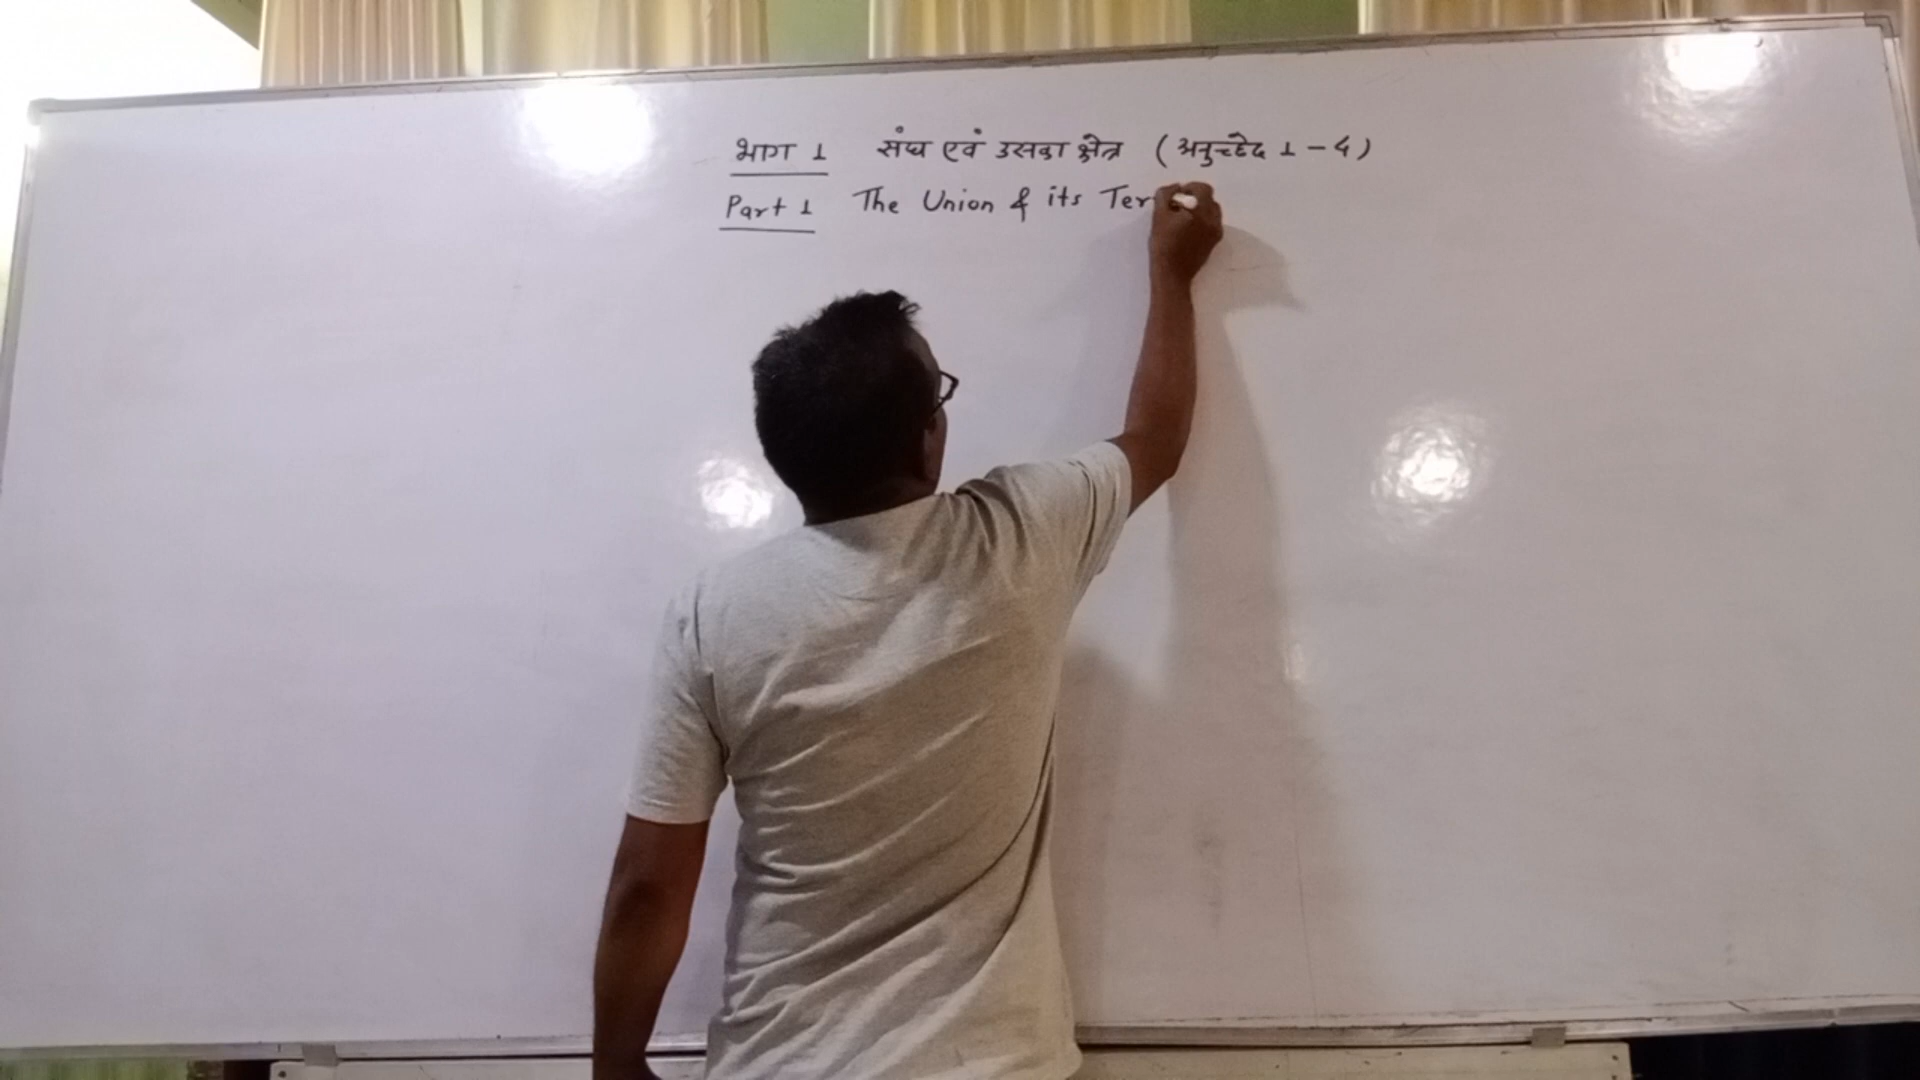 भाग 1 संघ एवं उसका क्षेत्र (अनुच्छेद 1-4)
Part 1 The Union & its Ter